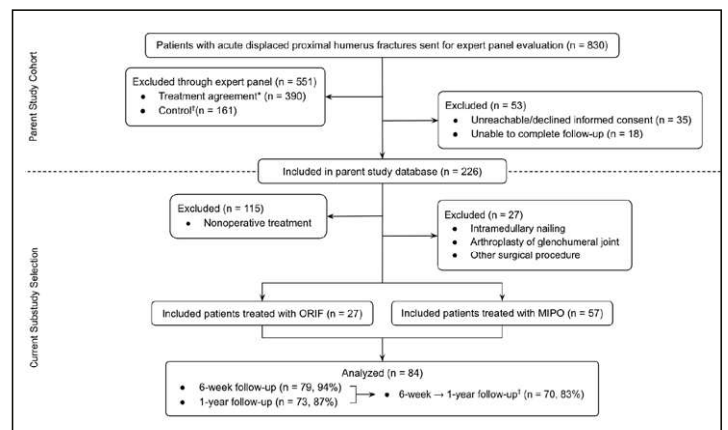 Parent Study Cohort
Patients with acute displaced proximal humerus fractures sent for expert panel evaluation (n = 830)
Excluded through expert panel (n = 551)
• Treatment agreement* (n = 390)
• Control†(n = 161)
Excluded (n = 53)
• Unreachable/declined informed consent (n = 35)
• Unable to complete follow-up (n = 18)
Included in parent study database (n = 226)
Current Substudy Selection
Excluded (n = 115)
• Nonoperative treatment
Excluded (n = 27)
• Intramedullary nailing
• Arthroplasty of glenohumeral joint
• Other surgical procedure
Included patients treated with ORIF (n = 27)
Included patients treated with MIPO (n = 57)
Analyzed (n = 84)
• 6-week follow-up (n = 79, 94%)
• 1-year follow-up (n = 73, 87%)
• 6-week → 1-year follow-up‡ (n = 70, 83%)